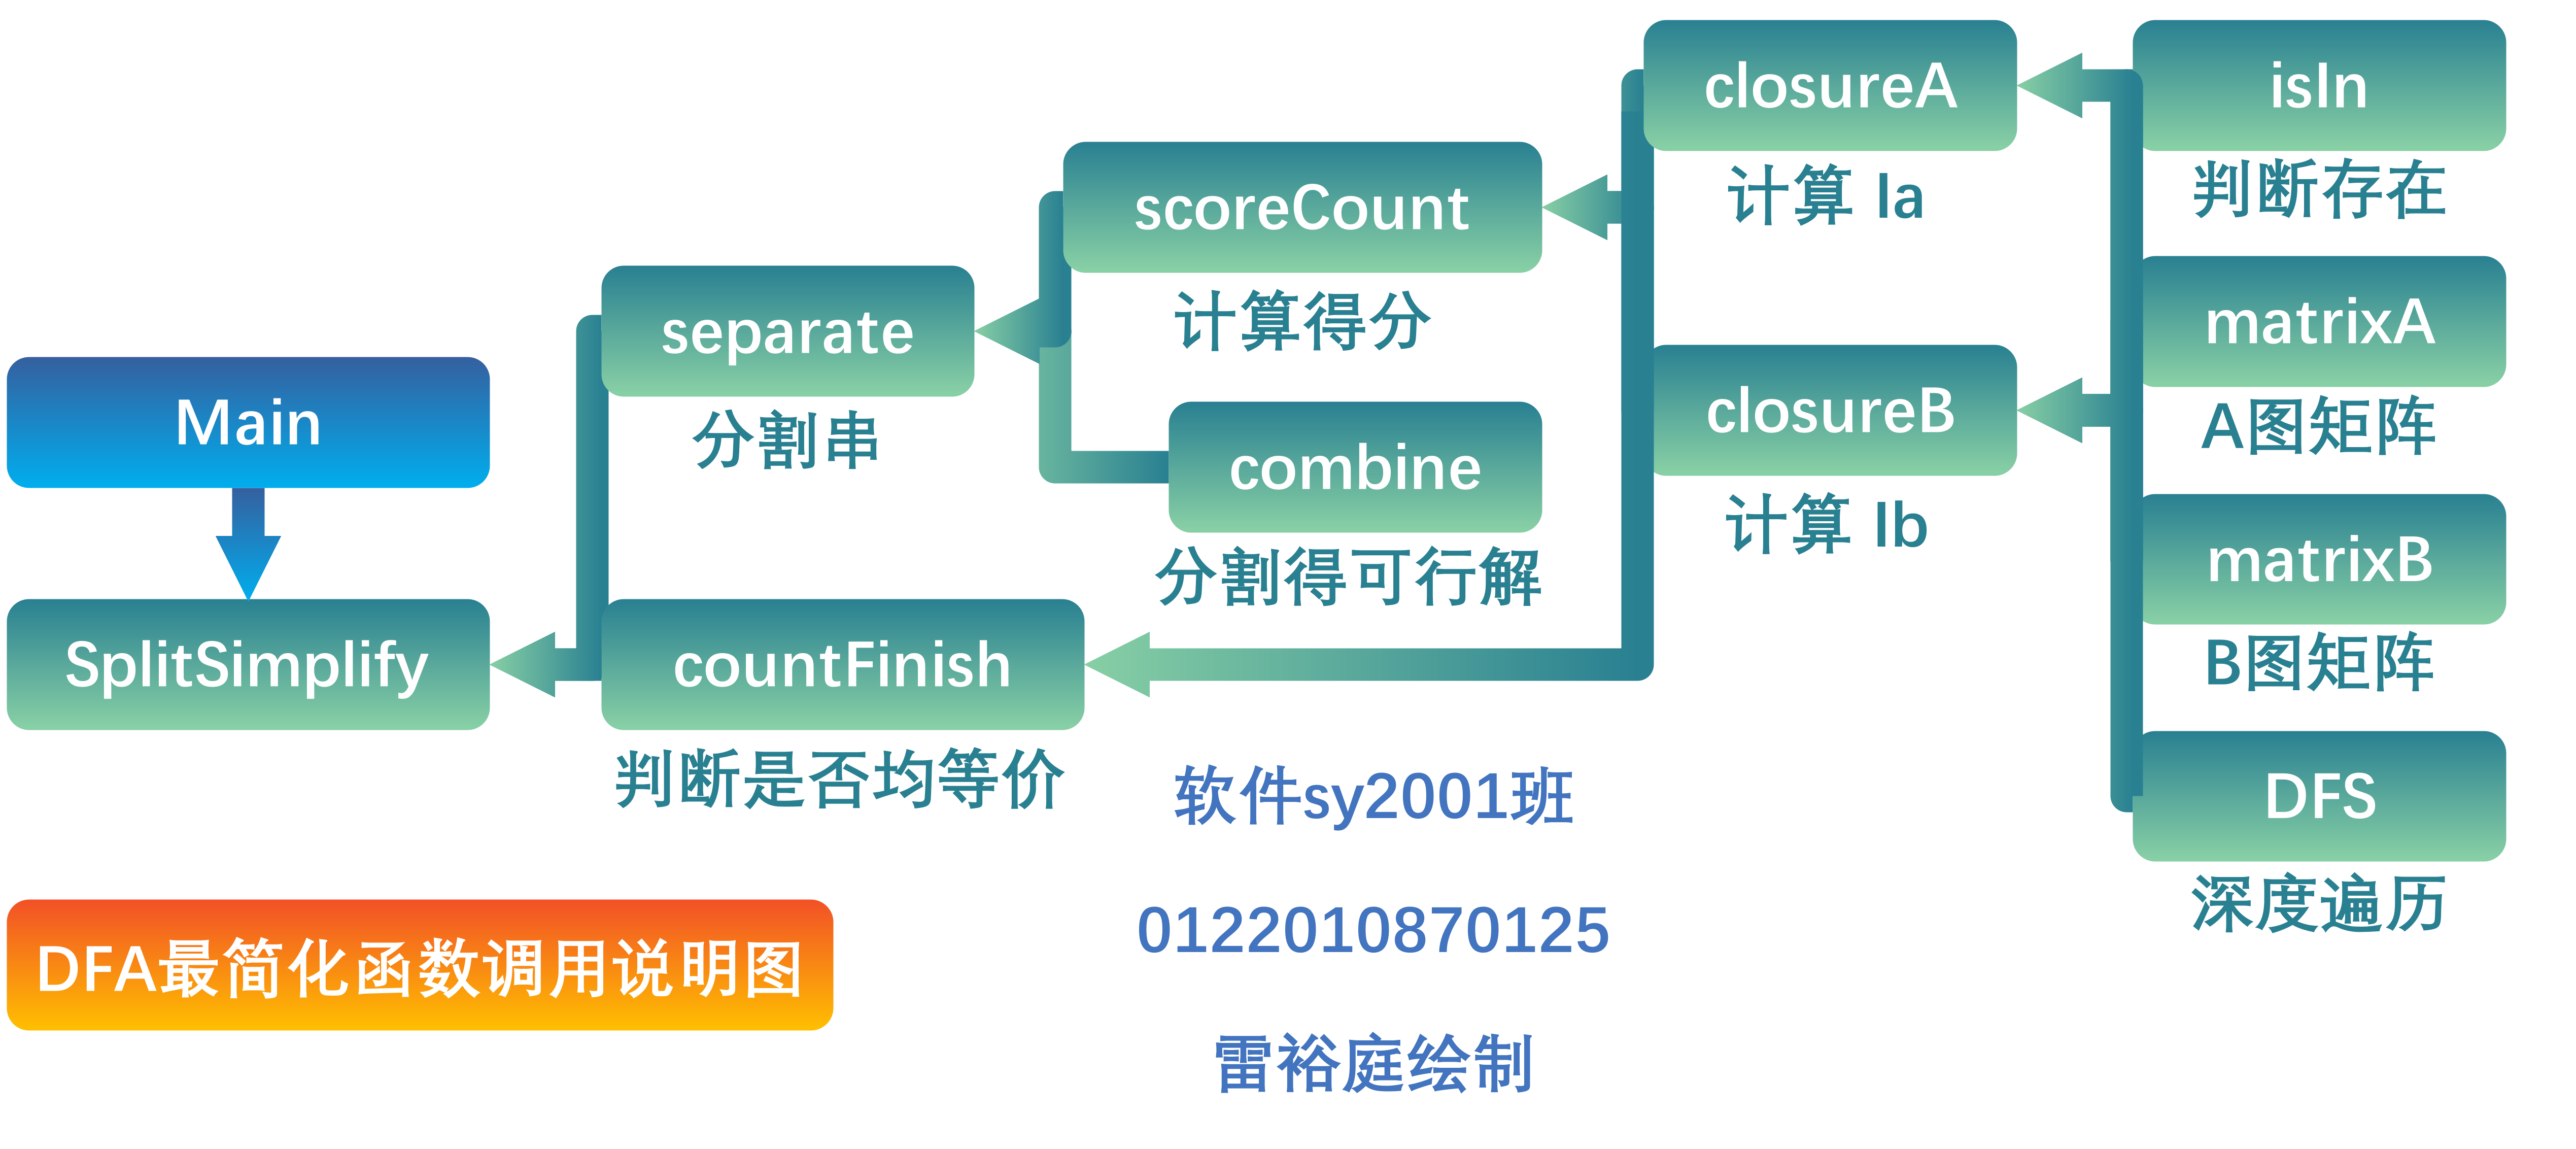 Main
SplitSimplify
separate
分割串
countFinish
判断是否均等价
scoreCount
计算得分
combine
分割得可行解
closureA
计算 Ia
closureB
计算 Ib
isIn
判断存在
matrixA
A图矩阵
matrixB
B图矩阵
DFS
深度遍历
DFA最简化函数调用说明图
软件sy2001班
0122010870125
雷裕庭绘制